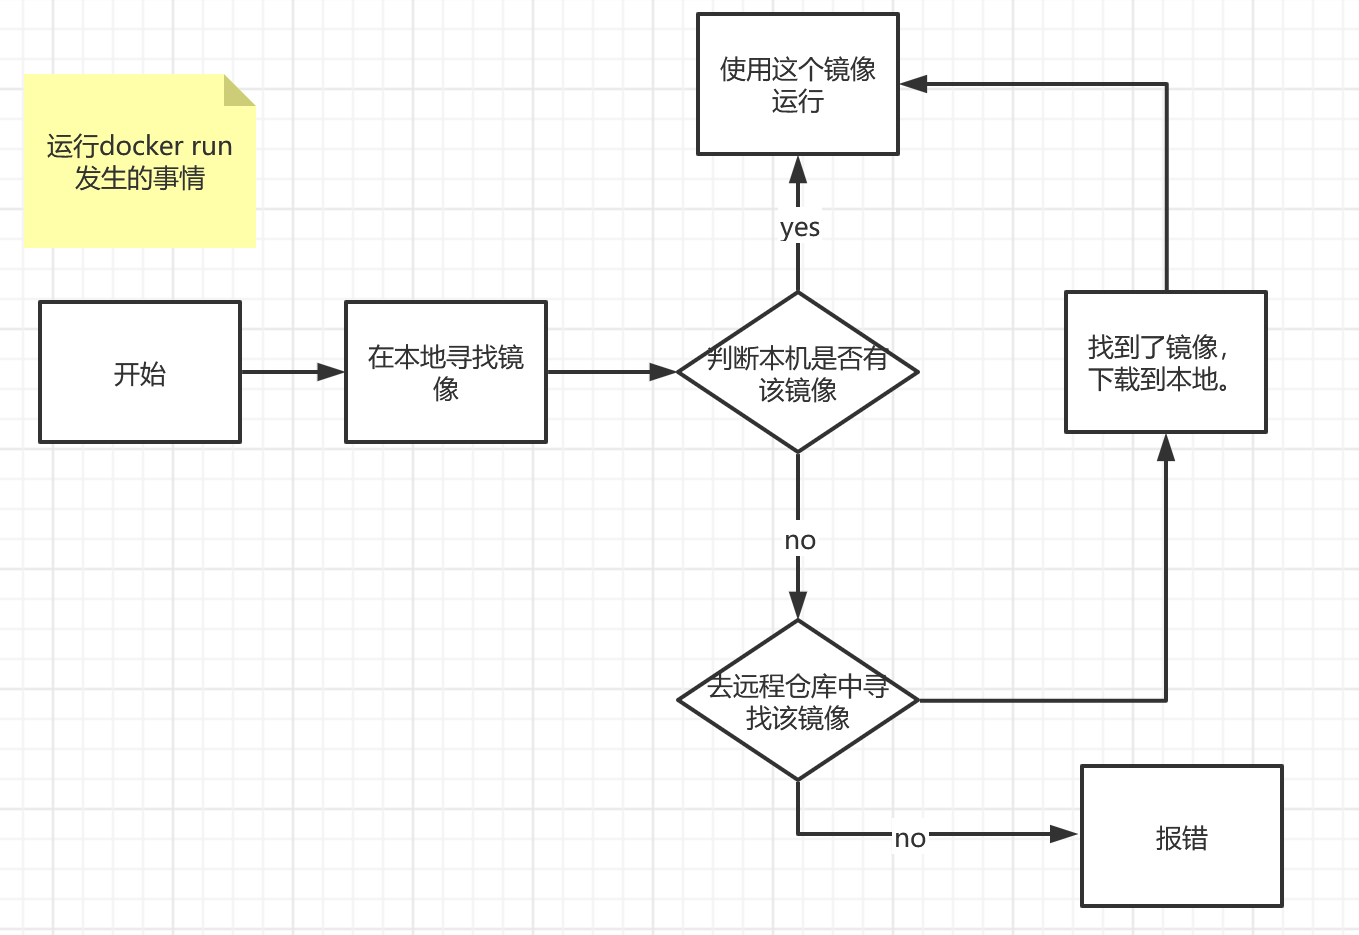 运行docker run
发生的事情
使用这个镜像
运行
yes
开始
在本地寻找镜
像
判断本机是否有
该镜像
找到了镜像，
下载到本地。
no
去远程仓库中寻
找该镜像
no
报错